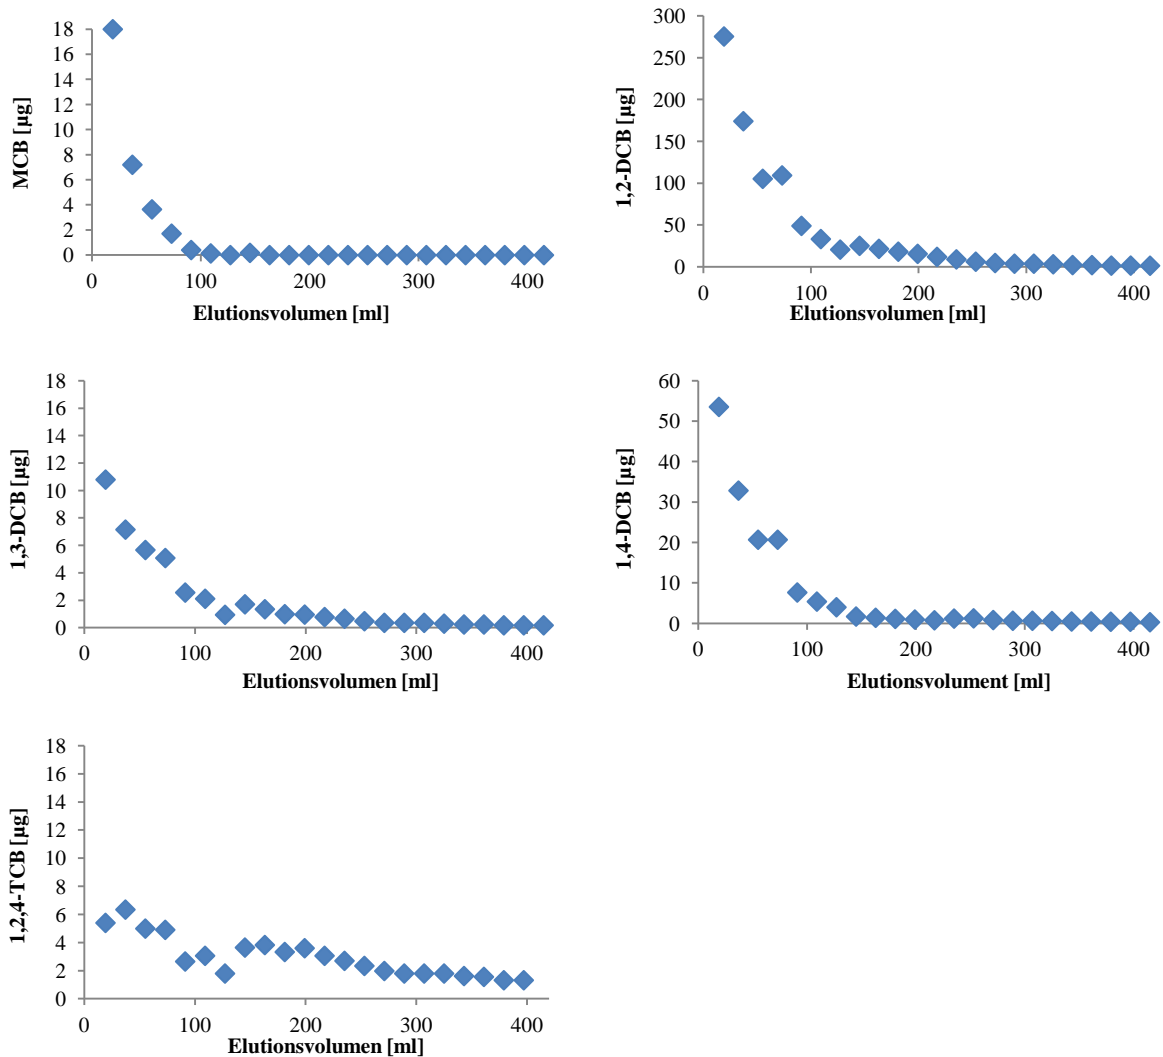 MCB [µg]
18
16
14
12
10
8
6
4
2
0
0 100 200 300 400
Elutionsvolumen [ml]
1,2-DCB [µg]
300
250
200
150
100
50
0
0 100 200 300 400
Elutionsvolumen [ml]
1,3-DCB [µg]
18
16
14
12
10
8
6
4
2
0
0 100 200 300 400
Elutionsvolumen [ml]
1,4-DCB [µg]
60
50
40
30
20
10
0
0 100 200 300 400
Elutionsvolument [ml]
1,2,4-TCB [µg]
18
16
14
12
10
8
6
4
2
0
0 100 200 300 400
Elutionsvolumen [ml]